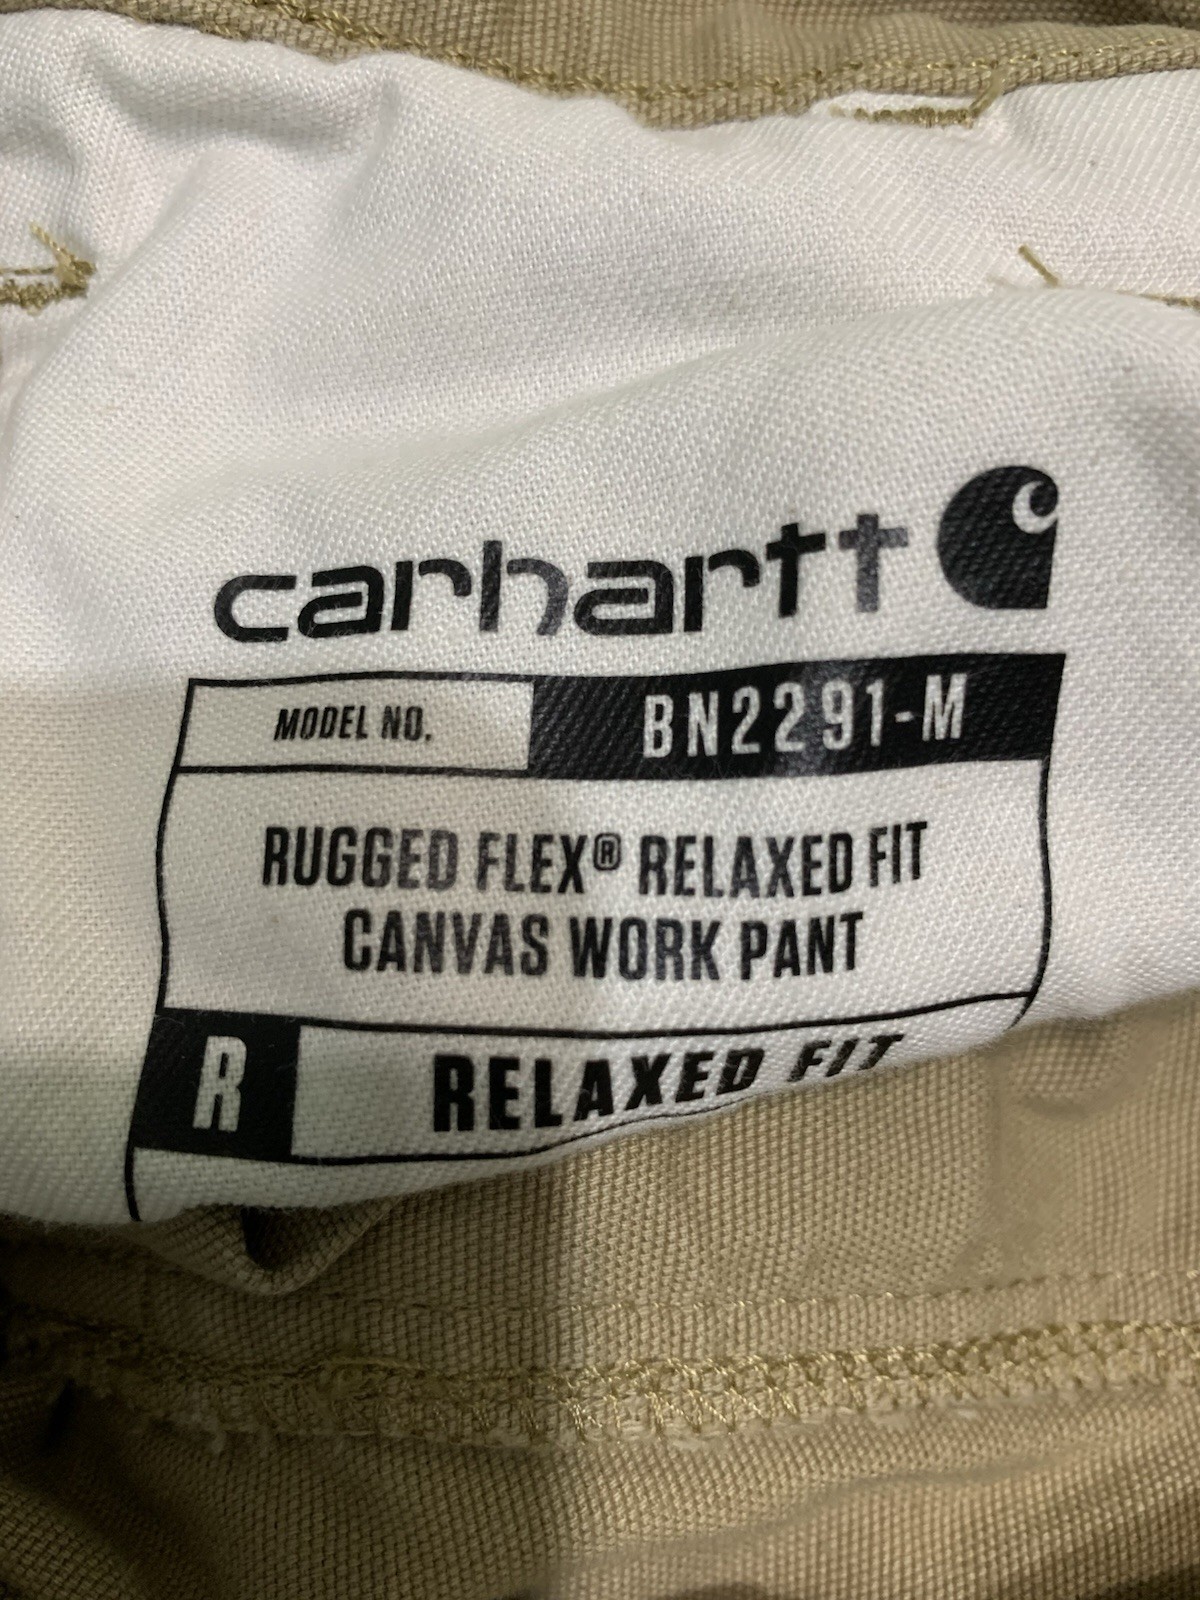 carhartt
MODEL NO. BN2291-M
RUGGED FLEX® RELAXED FIT
CANVAS WORK PANT
R RELAXED FIT